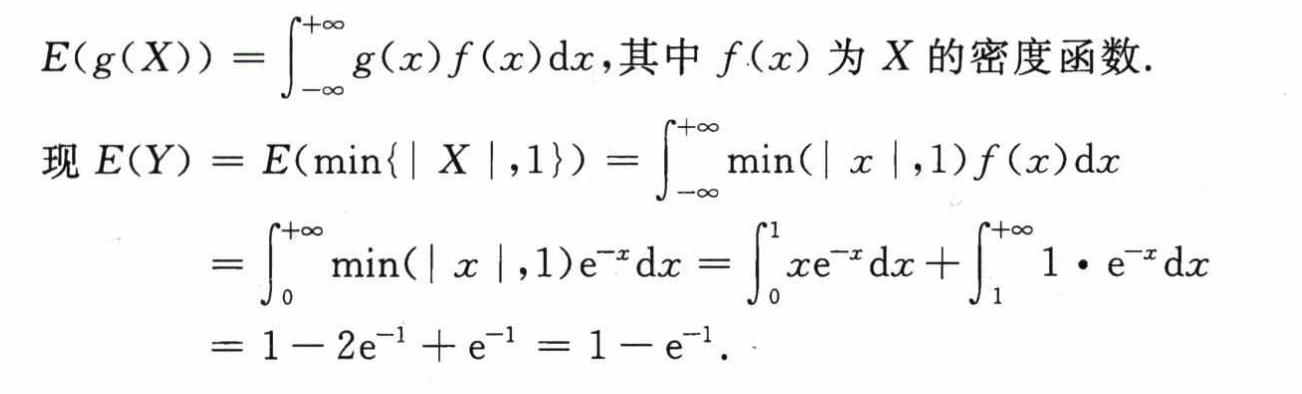 E(g(X)) = ∫_{-∞}^{+∞} g(x)f(x)dx,其中 f(x) 为 X 的密度函数.
现 E(Y) = E(min{| X |,1}) = ∫_{-∞}^{+∞} min(| x |,1)f(x)dx
= ∫_{0}^{+∞} min(| x |,1)e^{-x}dx = ∫_{0}^{1} xe^{-x}dx + ∫_{1}^{+∞} 1 • e^{-x}dx
= 1 - 2e^{-1} + e^{-1} = 1 - e^{-1}.